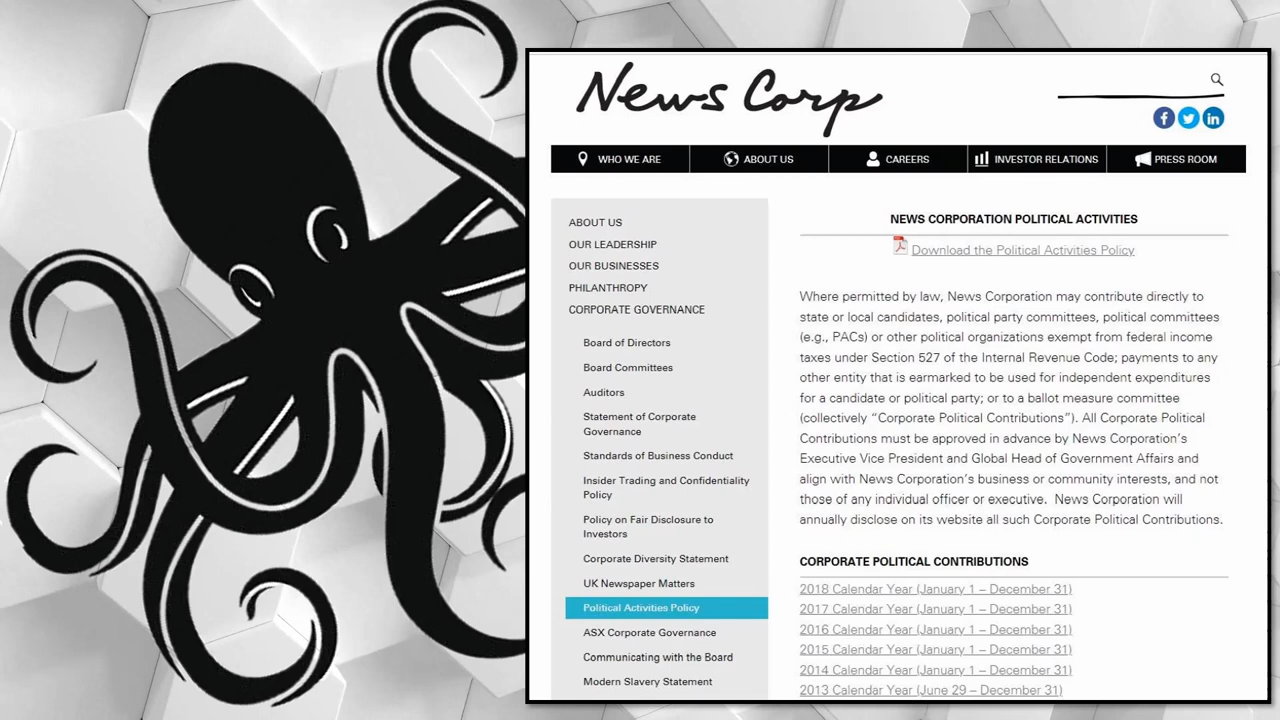 News Corp
WHO WE ARE
ABOUT US
CAREERS
INVESTOR RELATIONS
PRESS ROOM
ABOUT US
OUR LEADERSHIP
OUR BUSINESSES
PHILANTHROPY
CORPORATE GOVERNANCE
Board of Directors
Board Committees
Auditors
Statement of Corporate
Governance
Standards of Business Conduct
Insider Trading and Confidentiality
Policy
Policy on Fair Disclosure to
Investors
Corporate Diversity Statement
UK Newspaper Matters
Political Activities Policy
ASX Corporate Governance
Communicating with the Board
Modern Slavery Statement
NEWS CORPORATION POLITICAL ACTIVITIES
Download the Political Activities Policy
Where permitted by law, News Corporation may contribute directly to
state or local candidates, political party committees, political committees
(e.g., PACs) or other political organizations exempt from federal income
taxes under Section 527 of the Internal Revenue Code; payments to any
other entity that is earmarked to be used for independent expenditures
for a candidate or political party; or to a ballot measure committee
(collectively “Corporate Political Contributions”). All Corporate Political
Contributions must be approved in advance by News Corporation’s
Executive Vice President and Global Head of Government Affairs and
align with News Corporation’s business or community interests, and not
those of any individual officer or executive. News Corporation will
annually disclose on its website all such Corporate Political Contributions.
CORPORATE POLITICAL CONTRIBUTIONS
2018 Calendar Year (January 1 – December 31)
2017 Calendar Year (January 1 – December 31)
2016 Calendar Year (January 1 – December 31)
2015 Calendar Year (January 1 – December 31)
2014 Calendar Year (January 1 – December 31)
2013 Calendar Year (June 29 – December 31)